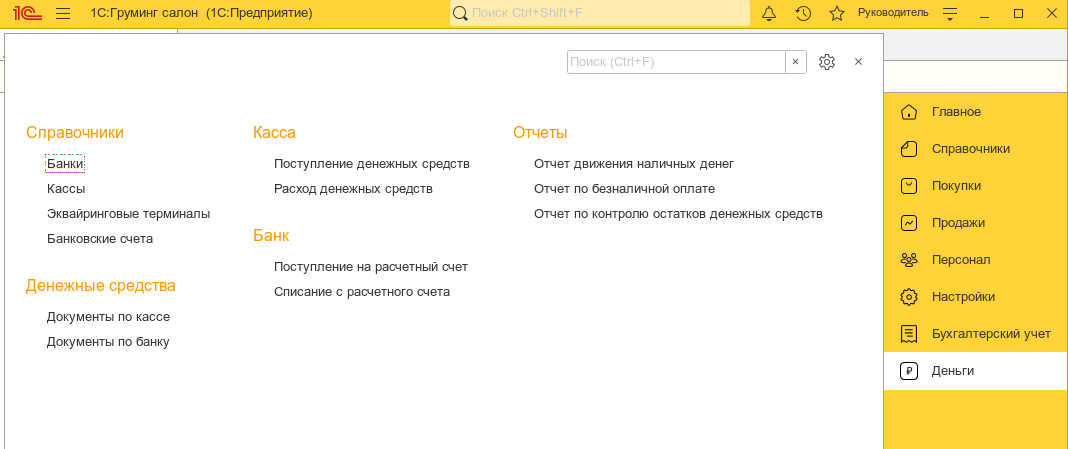 1С:Груминг салон (1С:Предприятие)
Поиск Ctrl+Shift+F
Руководитель
Поиск (Ctrl+F)
Справочники
Банки
Кассы
Эквайринговые терминалы
Банковские счета
Денежные средства
Документы по кассе
Документы по банку
Касса
Поступление денежных средств
Расход денежных средств
Банк
Поступление на расчетный счет
Списание с расчетного счета
Отчеты
Отчет движения наличных денег
Отчет по безналичной оплате
Отчет по контролю остатков денежных средств
Главное
Справочники
Покупки
Продажи
Персонал
Настройки
Бухгалтерский учет
Деньги